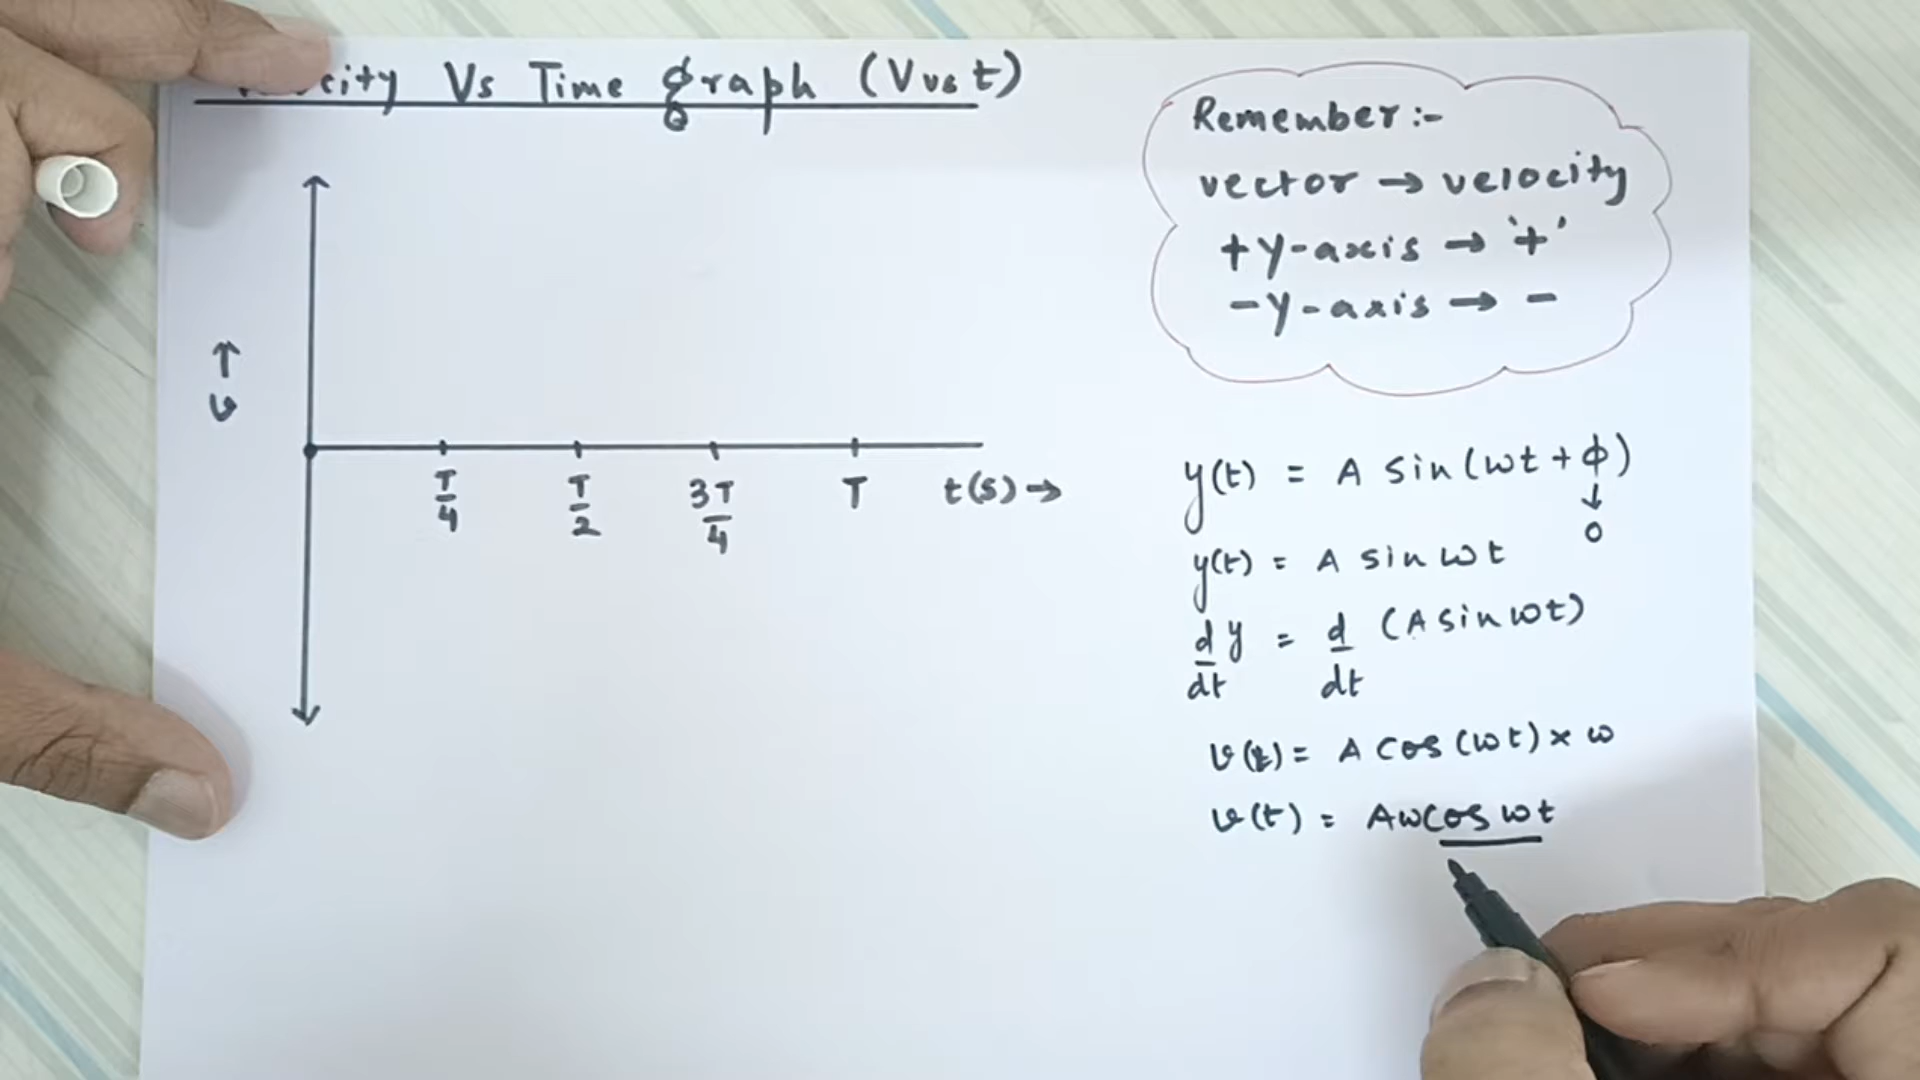 city Vs Time Graph (V vs t)
Remember :-
vector → velocity
+y-axis → '+'
-y-axis → -
↑
v
T/4 T/2 3T/4 T t(s) →
y(t) = A sin(ωt + ϕ)
↓
0
y(t) = A sin ωt
d/dt y = d/dt (A sin ωt)
v(t) = A cos (ωt) × ω
v(t) = Aω cos ωt